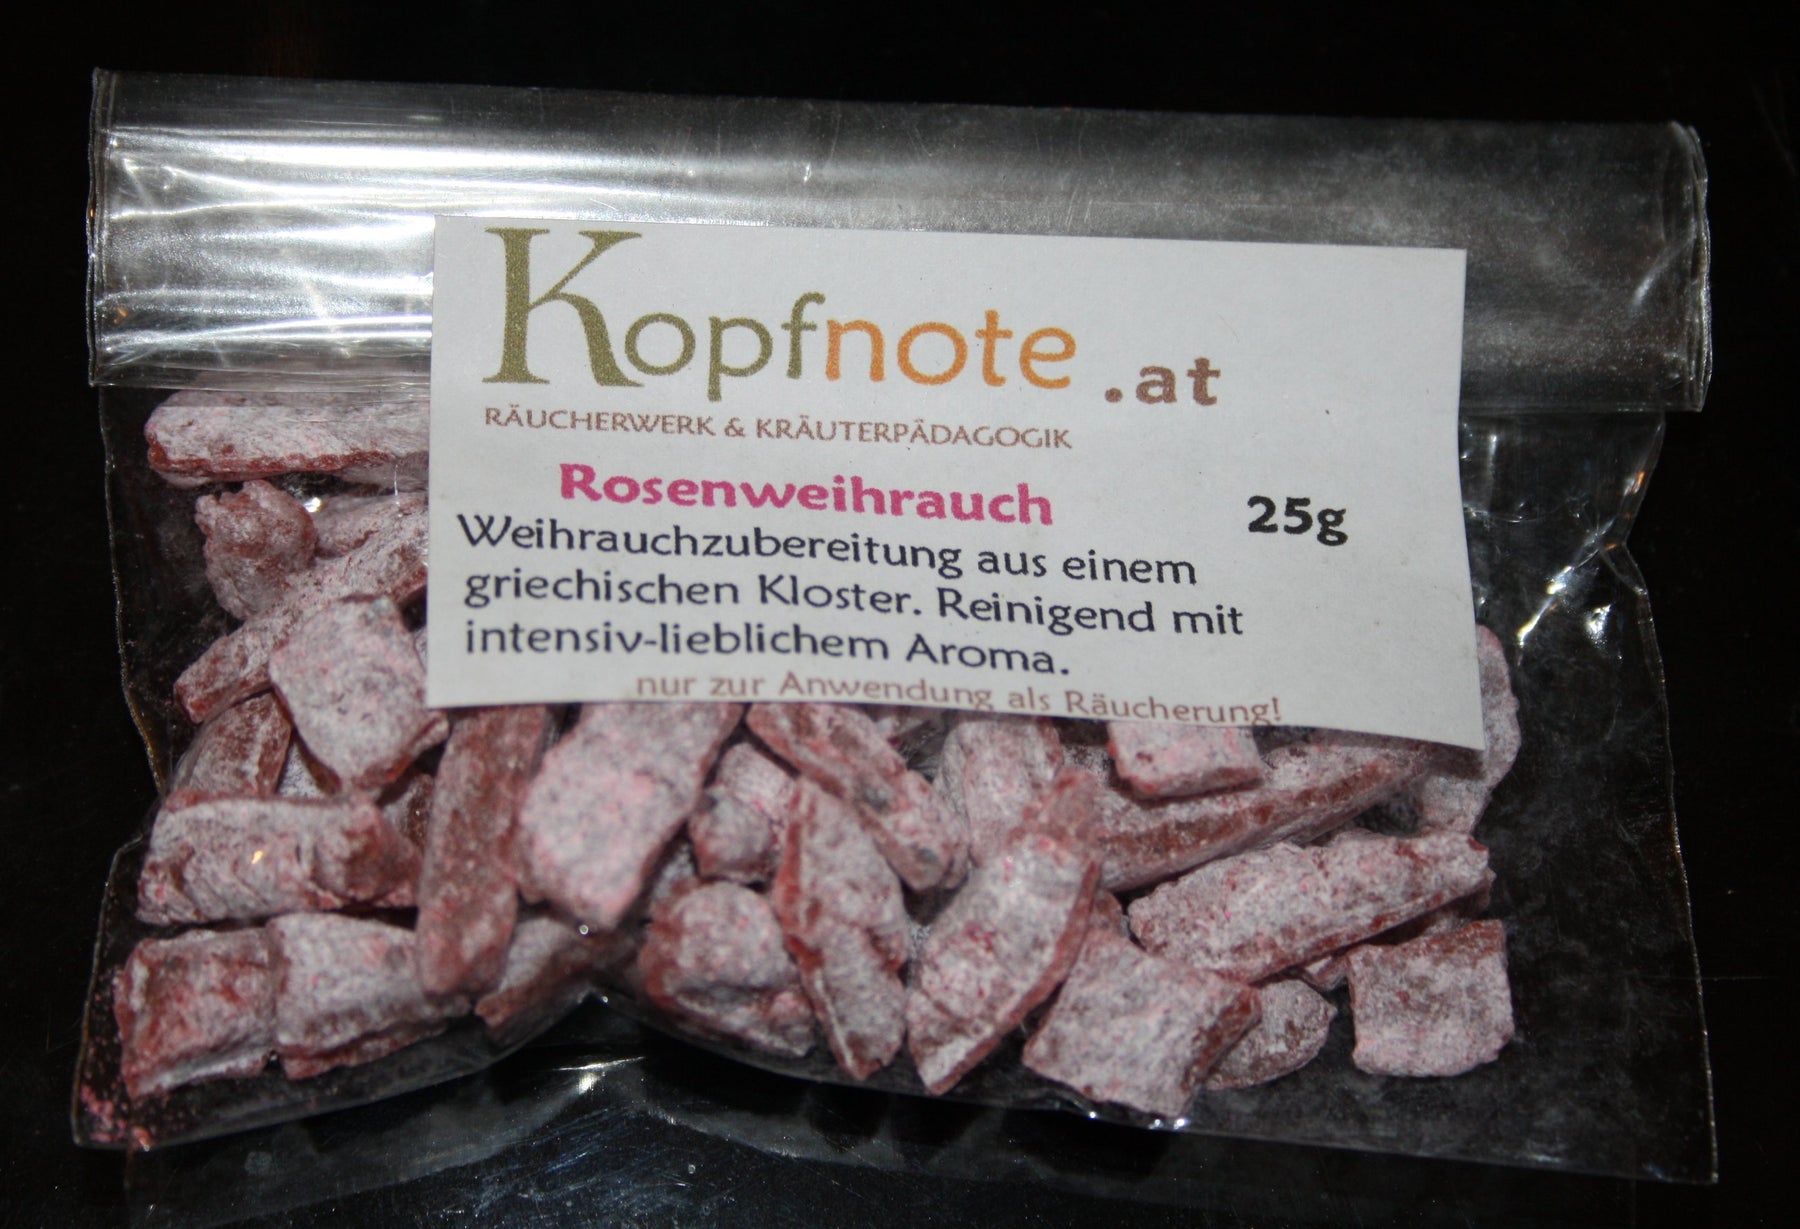 Kopfnote.at
RÄUCHERWERK & KRÄUTERPÄDAGOGIK
Rosenweihrauch 25g
Weihrauchzubereitung aus einem
griechischen Kloster. Reinigend mit
intensiv-lieblichem Aroma.
nur zur Anwendung als Räucherung!